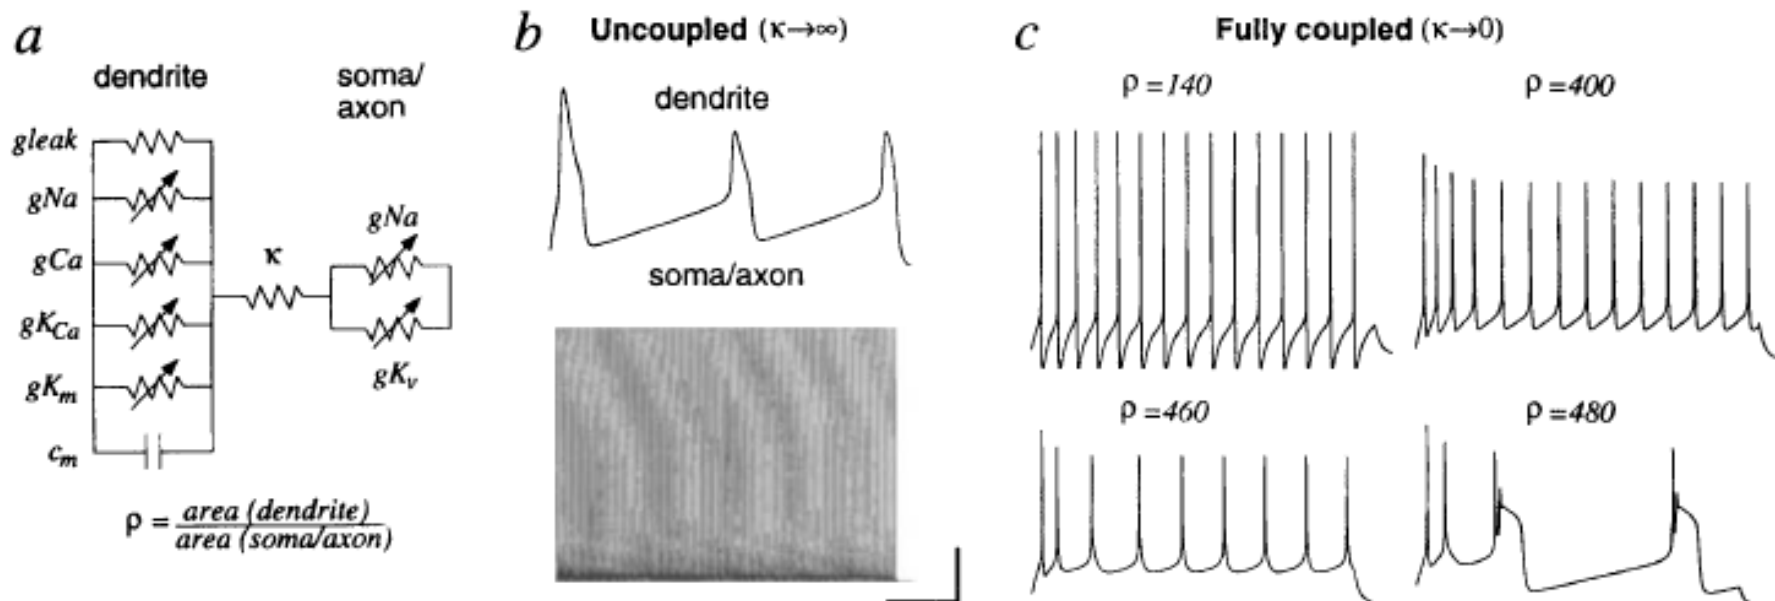 a
dendrite
soma/
axon
gleak
gNa
gCa
gK_Ca
gK_m
c_m
κ
gNa
gK_v
ρ = area (dendrite)
area (soma/axon)
b
Uncoupled (κ→∞)
dendrite
soma/axon
c
Fully coupled (κ→0)
ρ =140
ρ =400
ρ =460
ρ =480